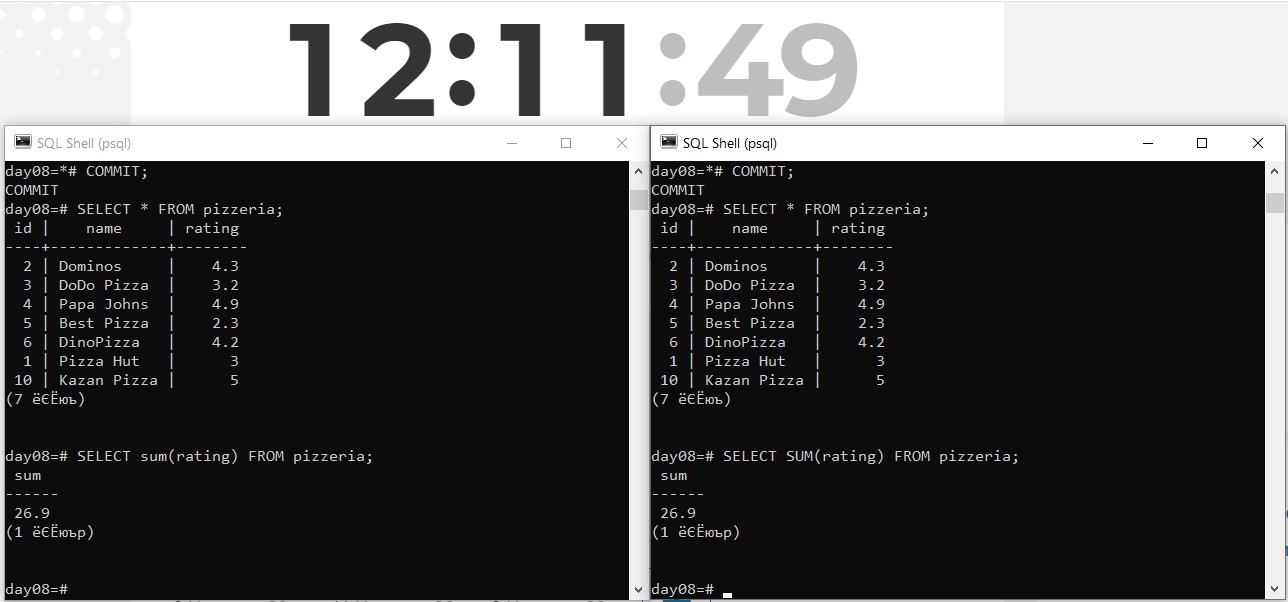 12:11:49
SQL Shell (psql)
day08=*# COMMIT;
COMMIT
day08=# SELECT * FROM pizzeria;
 id |    name      | rating
----+--------------+--------
  2 | Dominos      |    4.3
  3 | DoDo Pizza   |    3.2
  4 | Papa Johns   |    4.9
  5 | Best Pizza   |    2.3
  6 | DinoPizza    |    4.2
  1 | Pizza Hut    |      3
 10 | Kazan Pizza |      5
(7 ёЄЁюъ)
day08=# SELECT sum(rating) FROM pizzeria;
 sum
------
 26.9
(1 ёЄЁюър)
day08=#
SQL Shell (psql)
day08=*# COMMIT;
COMMIT
day08=# SELECT * FROM pizzeria;
 id |    name      | rating
----+--------------+--------
  2 | Dominos      |    4.3
  3 | DoDo Pizza   |    3.2
  4 | Papa Johns   |    4.9
  5 | Best Pizza   |    2.3
  6 | DinoPizza    |    4.2
  1 | Pizza Hut    |      3
 10 | Kazan Pizza |      5
(7 ёЄЁюъ)
day08=# SELECT SUM(rating) FROM pizzeria;
 sum
------
 26.9
(1 ёЄЁюър)
day08=#